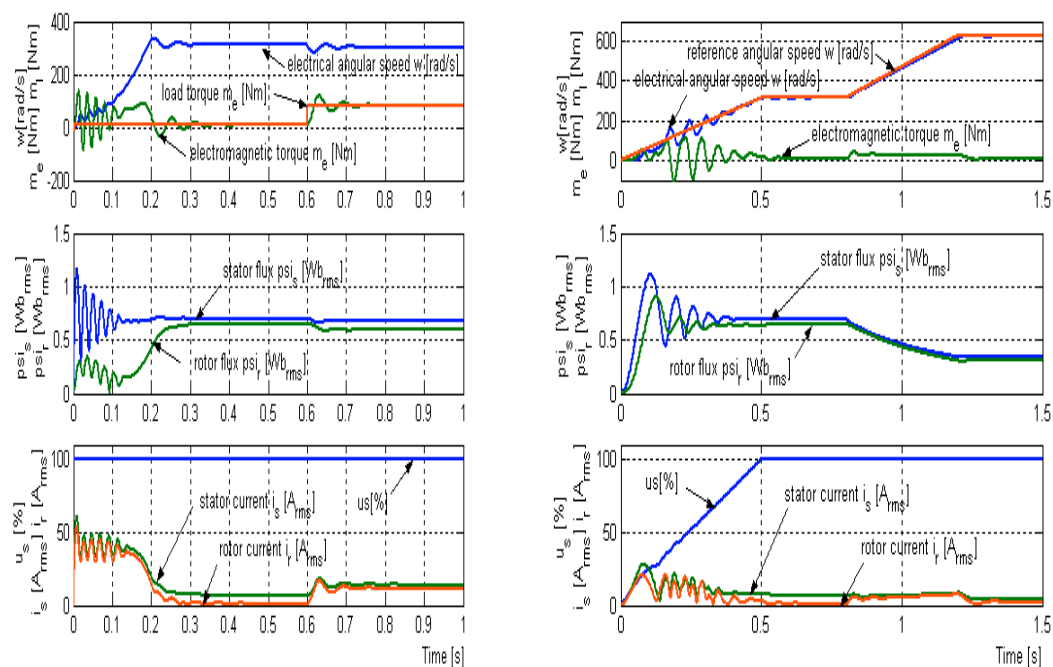 400
200
0
-200
w[rad/s]
m_e [Nm] m_l [Nm]
electrical angular speed w [rad/s]
load torque m_e [Nm]
electromagnetic torque m_e [Nm]
0 0.1 0.2 0.3 0.4 0.5 0.6 0.7 0.8 0.9 1
600
400
200
0
w[rad/s]
m_e [Nm] m_l [Nm]
reference angular speed w [rad/s]
electrical angular speed w [rad/s]
electromagnetic torque m_e [Nm]
0 0.5 1 1.5
1.5
1
0.5
0
psi_s [Wb_rms]
psi_r [Wb_rms]
stator flux psi_s [Wb_rms]
rotor flux psi_r [Wb_rms]
0 0.1 0.2 0.3 0.4 0.5 0.6 0.7 0.8 0.9 1
1.5
1
0.5
0
psi_s [Wb_rms]
psi_r [Wb_rms]
stator flux psi_s [Wb_rms]
rotor flux psi_r [Wb_rms]
0 0.5 1 1.5
100
50
0
u_s [%]
i_s [A_rms] i_r [A_rms]
us[%]
stator current i_s [A_rms]
rotor current i_r [A_rms]
0 0.1 0.2 0.3 0.4 0.5 0.6 0.7 0.8 0.9 1
Time [s]
100
50
0
u_s [%]
i_s [A_rms] i_r [A_rms]
us[%]
stator current i_s [A_rms]
rotor current i_r [A_rms]
0 0.5 1 1.5
Time [s]